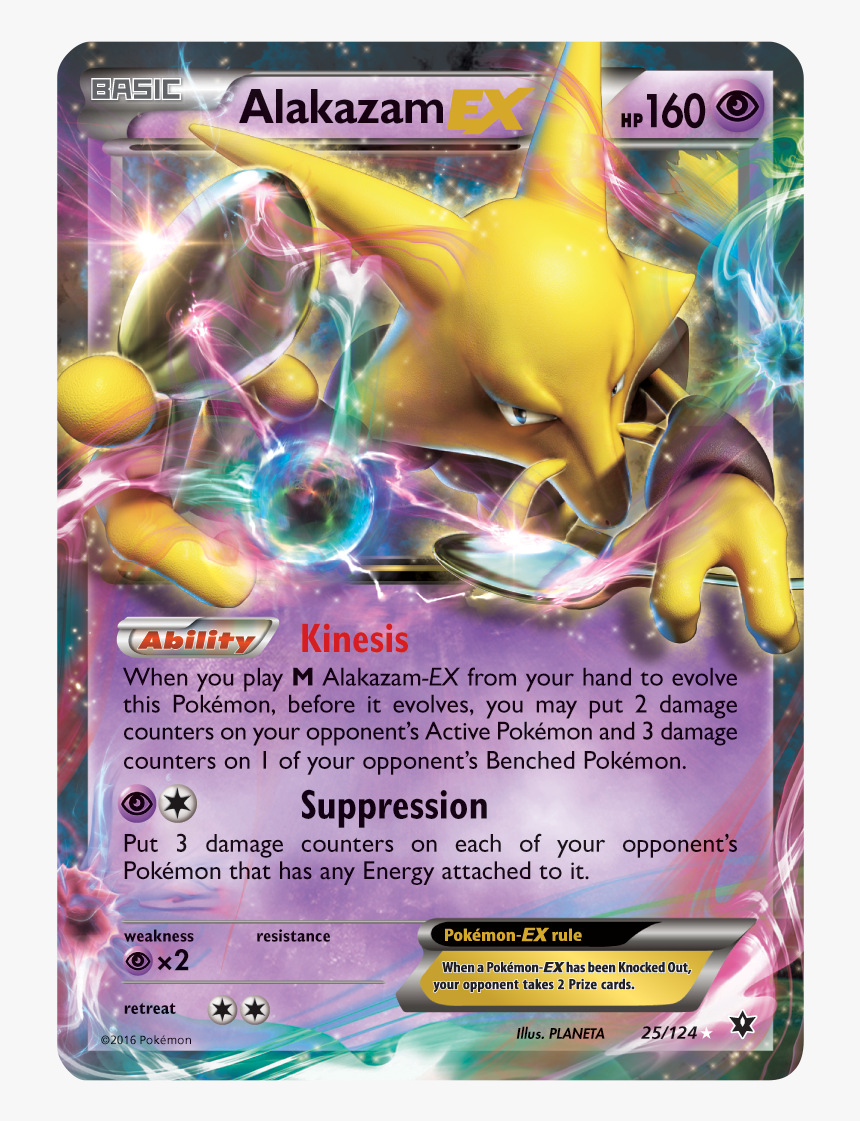 BASIC
AlakazamEX
HP160
Ability Kinesis
When you play M Alakazam-EX from your hand to evolve
this Pokémon, before it evolves, you may put 2 damage
counters on your opponent's Active Pokémon and 3 damage
counters on 1 of your opponent's Benched Pokémon.
Suppression
Put 3 damage counters on each of your opponent's
Pokémon that has any Energy attached to it.
weakness resistance
×2
Pokémon-EX rule
When a Pokémon-EX has been Knocked Out,
your opponent takes 2 Prize cards.
retreat
©2016 Pokémon
Illus. PLANETA 25/124